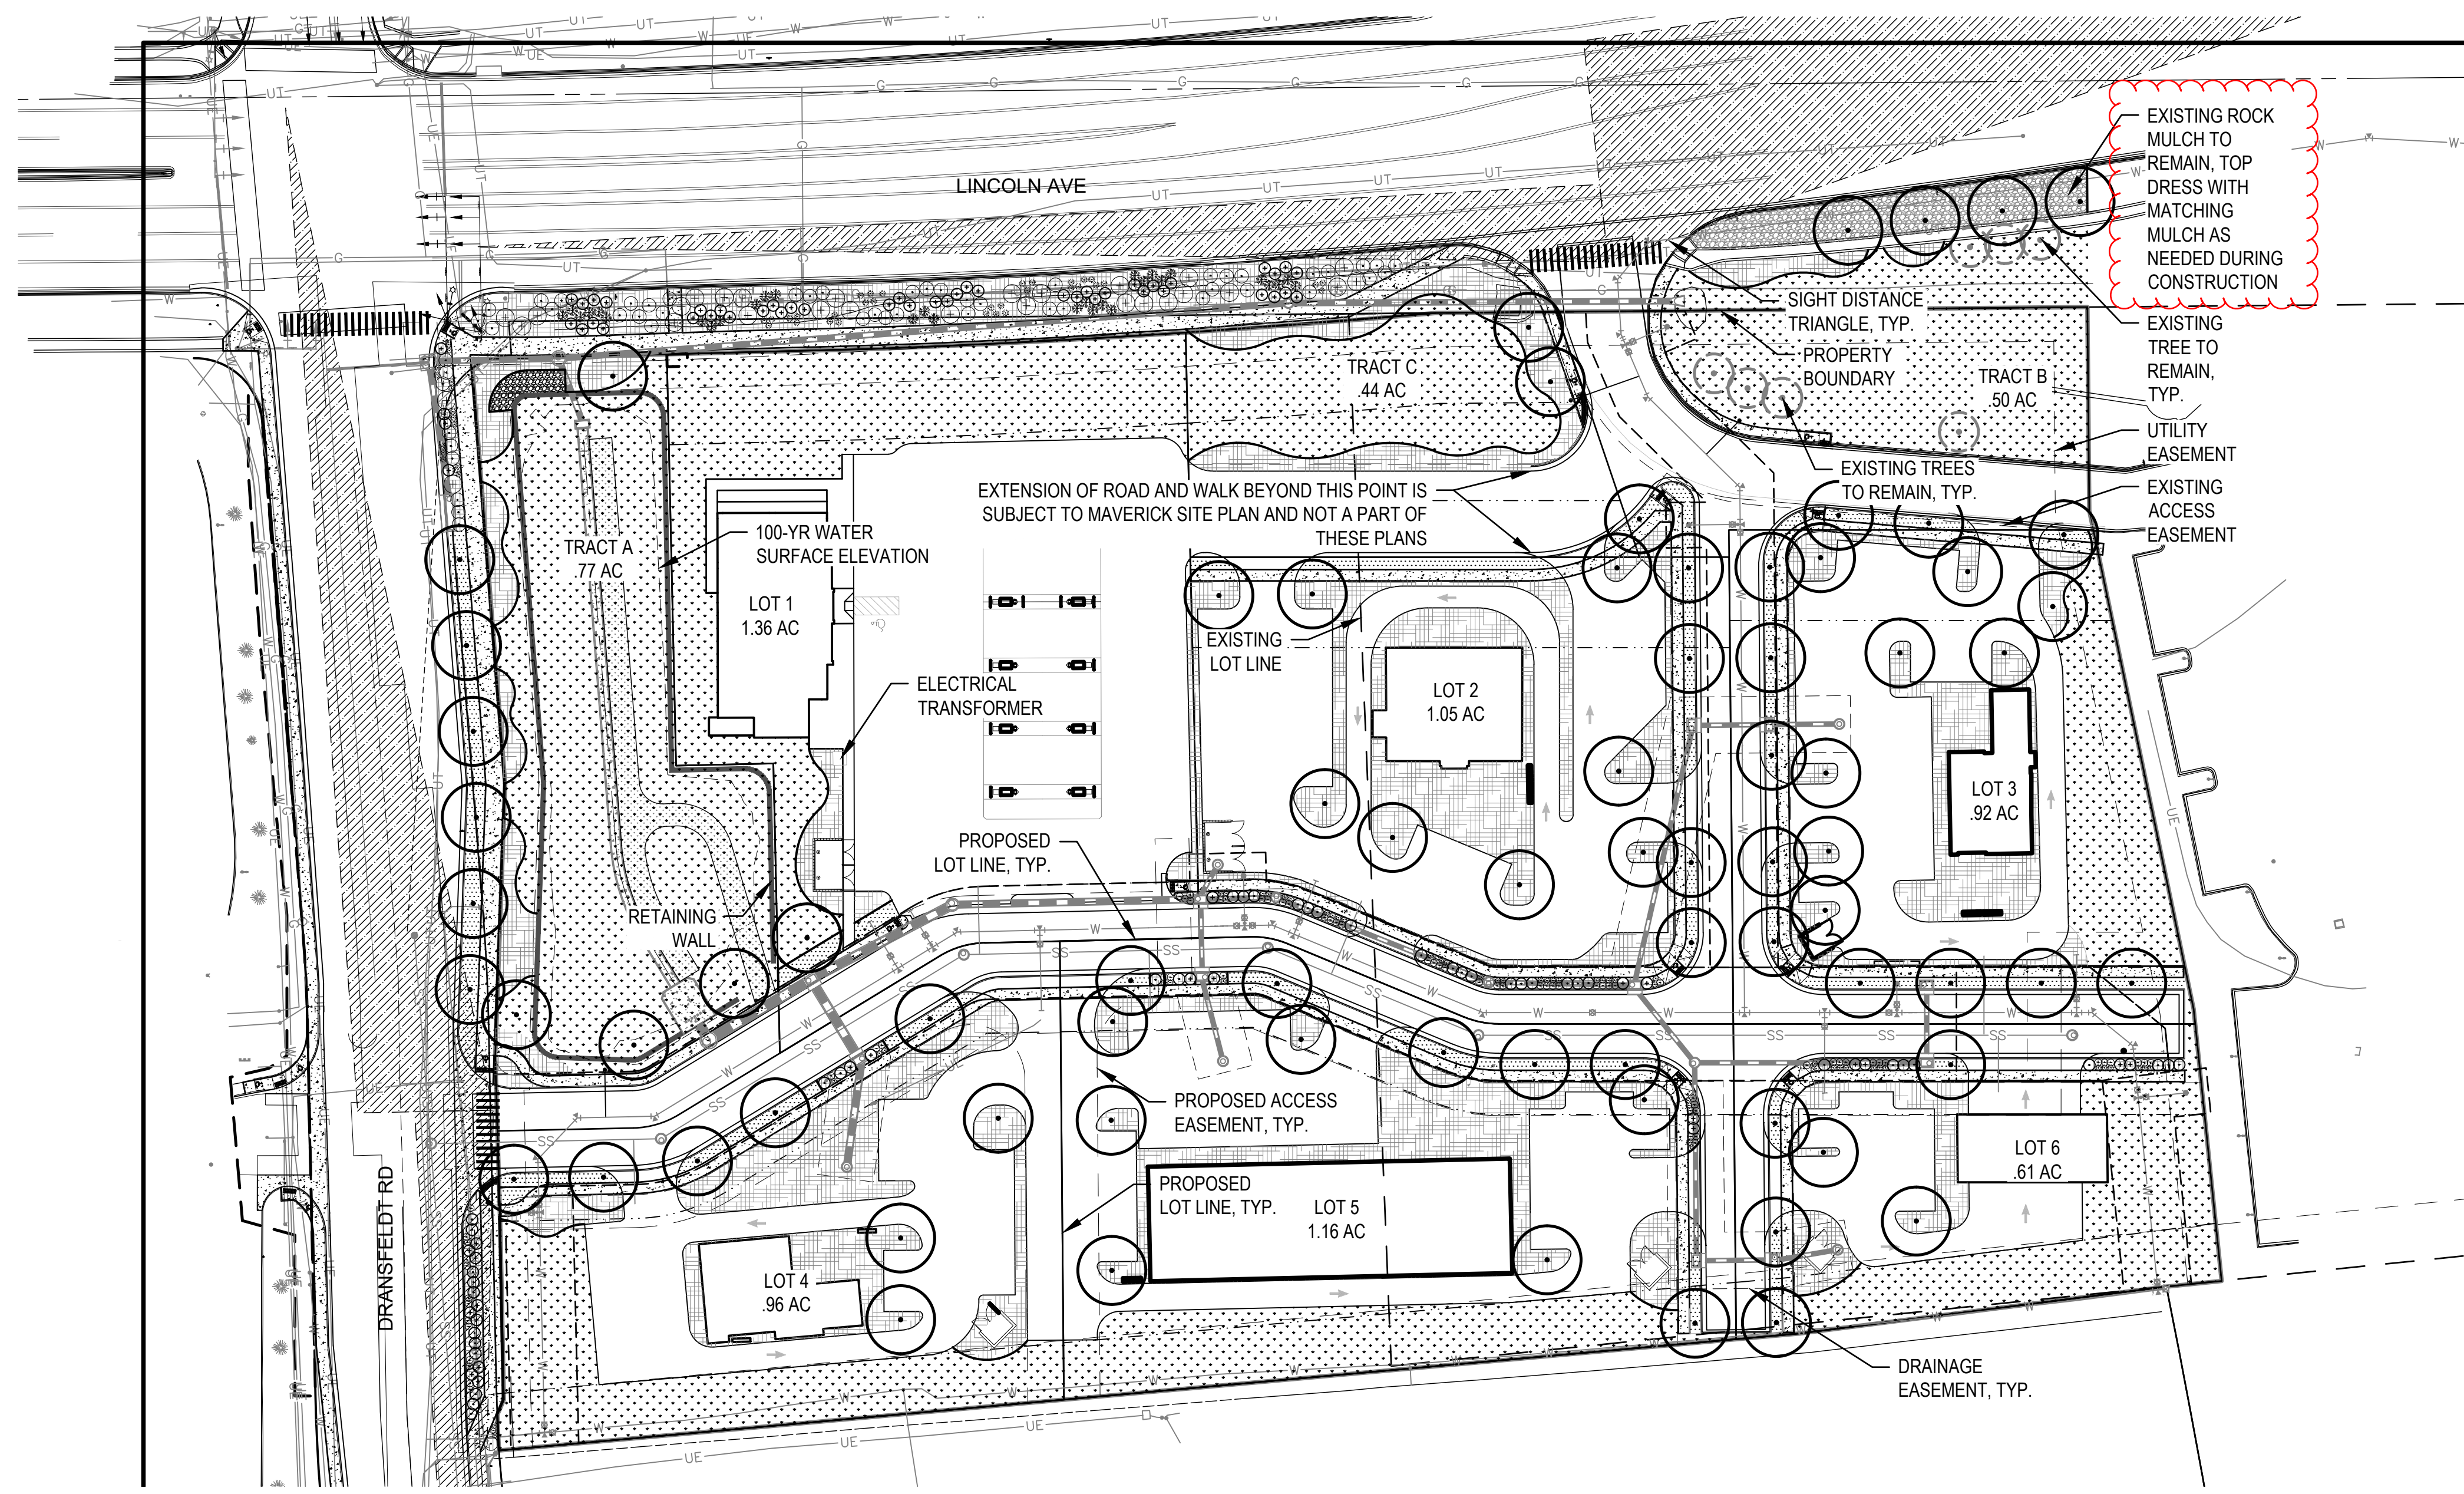 LINCOLN AVE
EXISTING ROCK
MULCH TO
REMAIN, TOP
DRESS WITH
MATCHING
MULCH AS
NEEDED DURING
CONSTRUCTION
SIGHT DISTANCE
TRIANGLE, TYP.
EXISTING
TREE TO
REMAIN,
TYP.
PROPERTY
BOUNDARY
TRACT C
.44 AC
TRACT B
.50 AC
UTILITY
EASEMENT
EXISTING TREES
TO REMAIN, TYP.
EXISTING
ACCESS
EASEMENT
EXTENSION OF ROAD AND WALK BEYOND THIS POINT IS
SUBJECT TO MAVERICK SITE PLAN AND NOT A PART OF
THESE PLANS
100-YR WATER
SURFACE ELEVATION
TRACT A
.77 AC
LOT 1
1.36 AC
EXISTING
LOT LINE
ELECTRICAL
TRANSFORMER
LOT 2
1.05 AC
LOT 3
.92 AC
PROPOSED
LOT LINE, TYP.
RETAINING
WALL
PROPOSED ACCESS
EASEMENT, TYP.
PROPOSED
LOT LINE, TYP.
LOT 5
1.16 AC
LOT 6
.61 AC
LOT 4
.96 AC
DRANSFELDT RD
DRAINAGE
EASEMENT, TYP.